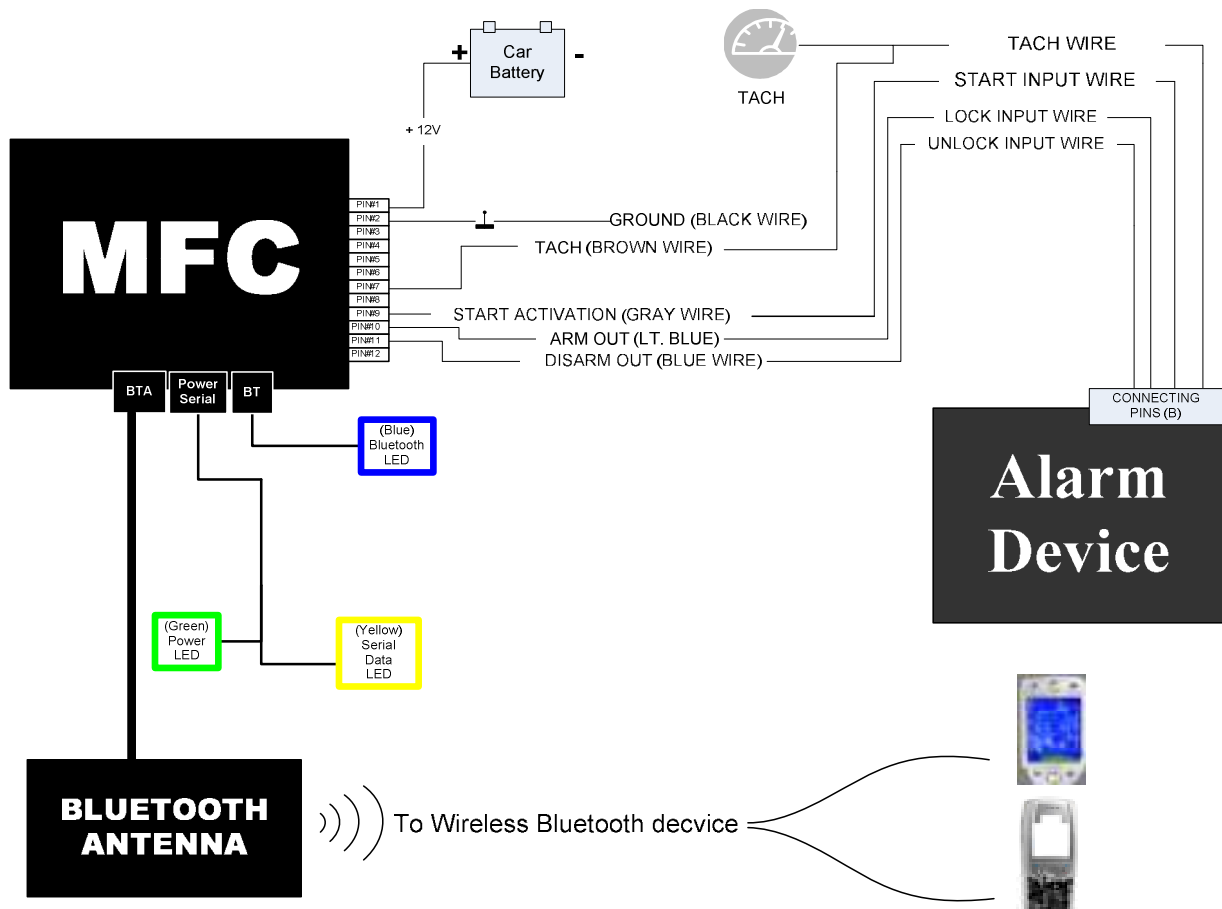 +
Car
Battery
-
TACH
TACH WIRE
START INPUT WIRE
LOCK INPUT WIRE
UNLOCK INPUT WIRE
+ 12V
MFC
PIN#1
PIN#2
PIN#3
PIN#4
PIN#5
PIN#6
PIN#7
PIN#8
PIN#9
PIN#10
PIN#11
PIN#12
GROUND (BLACK WIRE)
TACH (BROWN WIRE)
START ACTIVATION (GRAY WIRE)
ARM OUT (LT. BLUE)
DISARM OUT (BLUE WIRE)
BTA
Power
Serial
BT
CONNECTING
PINS (B)
Alarm
Device
(Blue)
Bluetooth
LED
(Green)
Power
LED
(Yellow)
Serial
Data
LED
BLUETOOTH
ANTENNA
To Wireless Bluetooth decvice